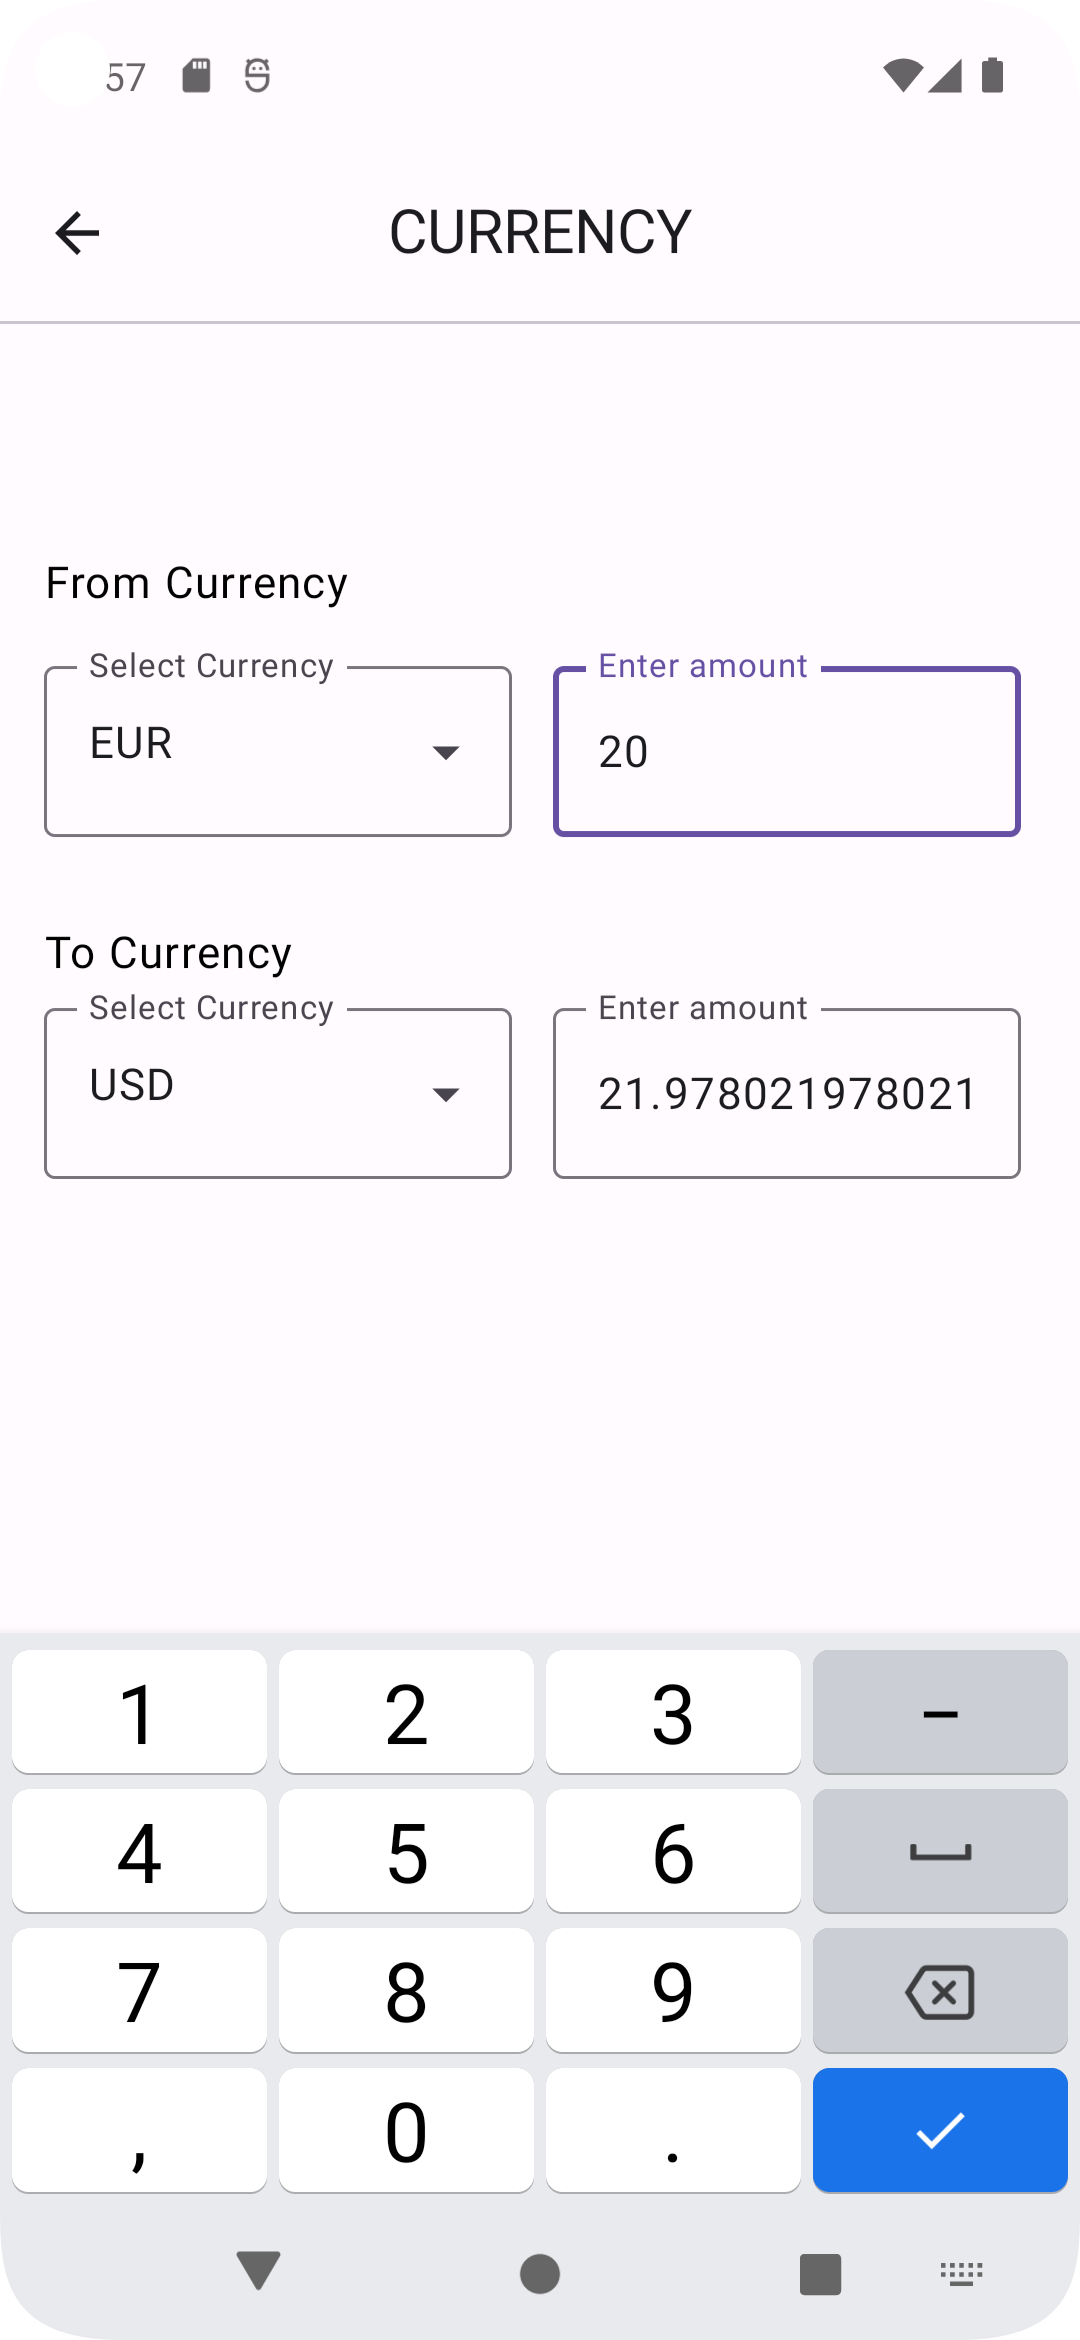 57
CURRENCY
From Currency
Select Currency
Enter amount
EUR
20
To Currency
Select Currency
Enter amount
USD
21.978021978021
1 2 3 –
4 5 6
7 8 9
, 0 .